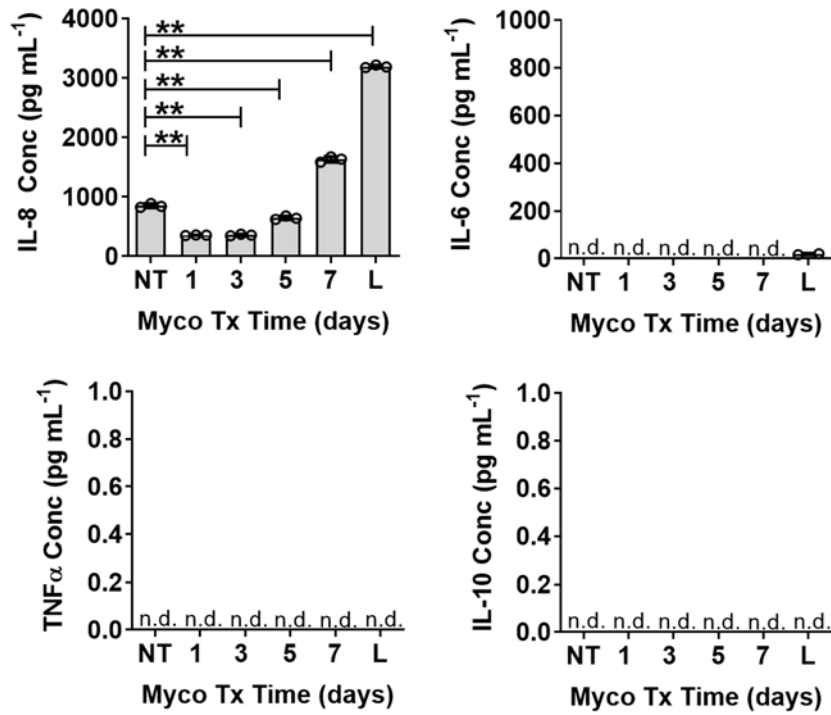 IL-8 Conc (pg mL⁻¹)
4000
3000
2000
1000
0
**
**
**
**
**
NT 1 3 5 7 L
Myco Tx Time (days)
IL-6 Conc (pg mL⁻¹)
1000
800
600
400
200
0
n.d. n.d. n.d. n.d. n.d.
NT 1 3 5 7 L
Myco Tx Time (days)
TNFα Conc (pg mL⁻¹)
1.0
0.8
0.6
0.4
0.2
0.0
n.d. n.d. n.d. n.d. n.d. n.d.
NT 1 3 5 7 L
Myco Tx Time (days)
IL-10 Conc (pg mL⁻¹)
1.0
0.8
0.6
0.4
0.2
0.0
n.d. n.d. n.d. n.d. n.d. n.d.
NT 1 3 5 7 L
Myco Tx Time (days)